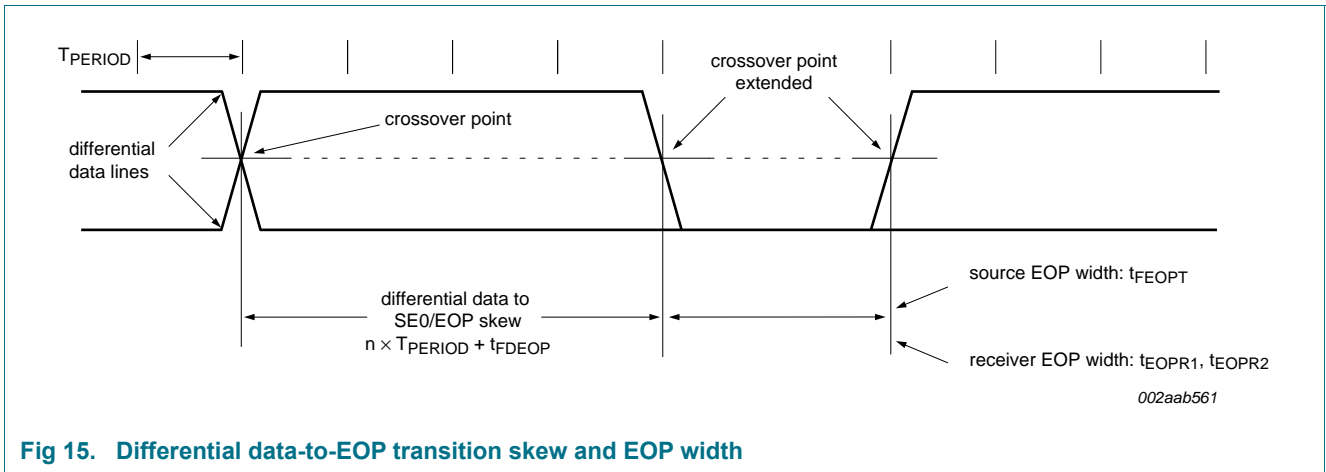 TPERIOD
crossover point
extended
crossover point
differential
data lines
differential data to
SE0/EOP skew
n × TPERIOD + tFDEOP
source EOP width: tFEOPT
receiver EOP width: tEOPR1, tEOPR2
002aab561
Fig 15. Differential data-to-EOP transition skew and EOP width